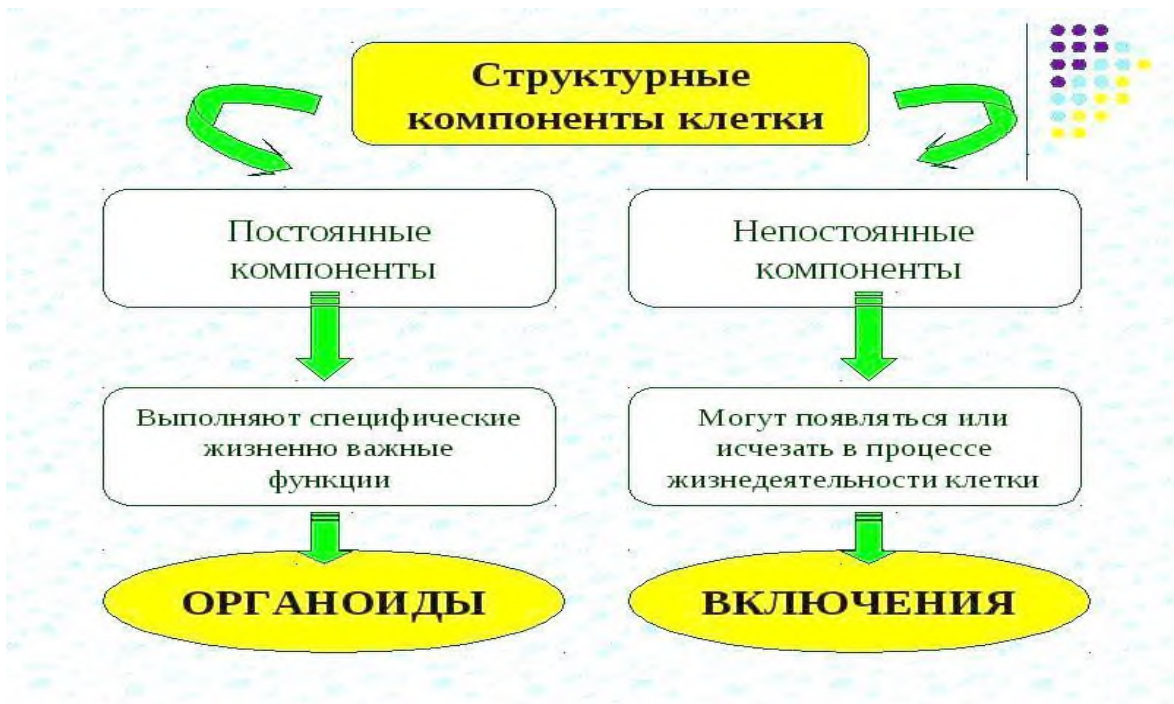 Структурные
компоненты клетки
Постоянные
компоненты
Непостоянные
компоненты
Выполняют специфические
жизненно важные
функции
Могут появляться или
исчезать в процессе
жизнедеятельности клетки
ОРГАНОИДЫ
ВКЛЮЧЕНИЯ